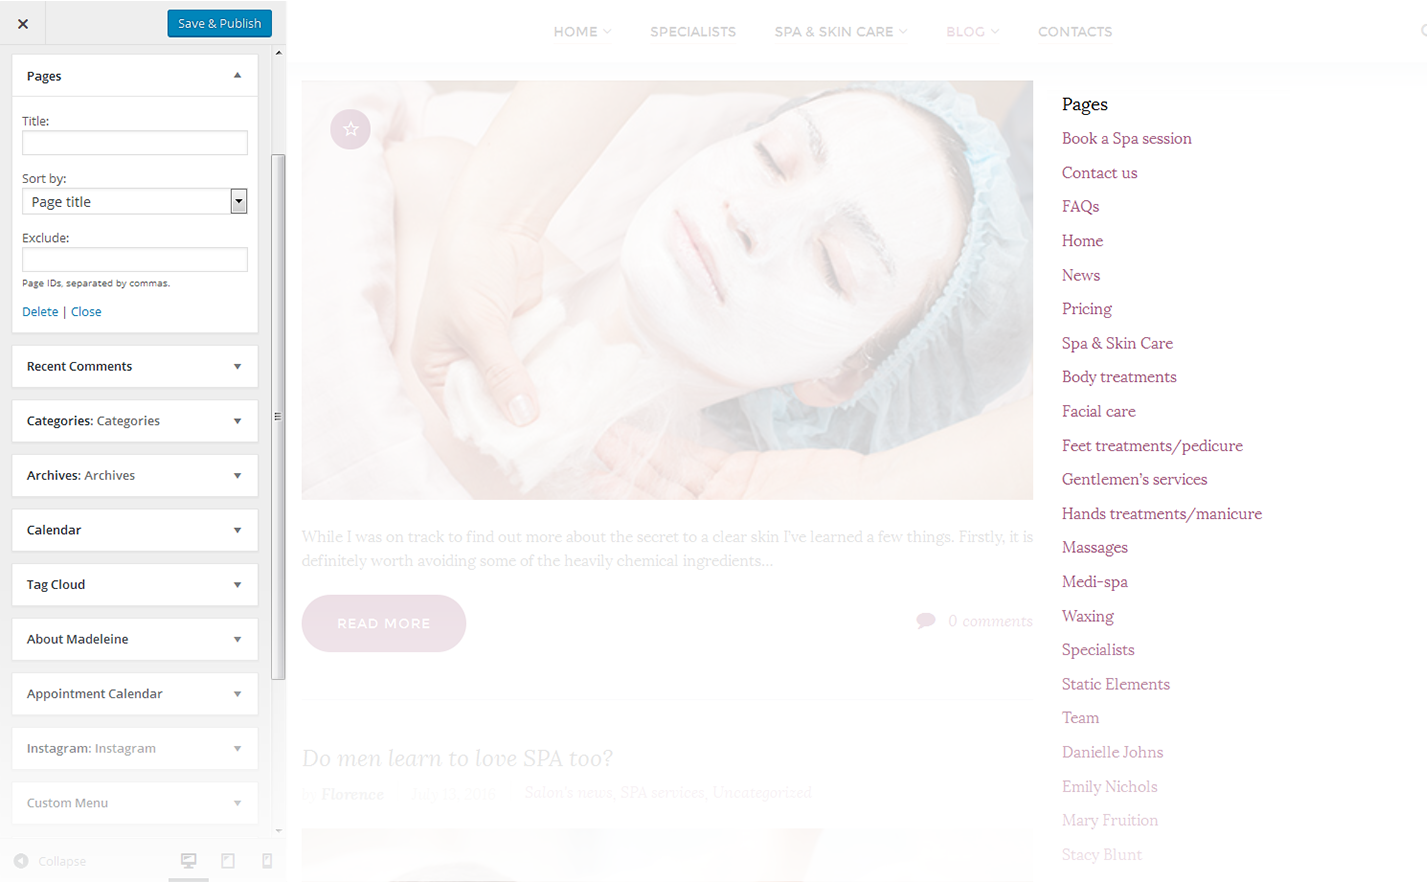 Save & Publish
Pages
Title:
Sort by:
Page title
Exclude:
Page IDs, separated by commas.
Delete | Close
Recent Comments
Categories: Categories
Archives: Archives
Calendar
Tag Cloud
About Madeleine
Appointment Calendar
Instagram: Instagram
Custom Menu
Collapse
HOME SPECIALISTS SPA & SKIN CARE BLOG CONTACTS
While I was on track to find out more about the secret to a clear skin I've learned a few things. Firstly, it is
definitely worth avoiding some of the heavily chemical ingredients...
READ MORE
0 comments
Do men learn to love SPA too?
by Florence July 15, 2016 Salon's news, SPA services, Uncategorized
Pages
Book a Spa session
Contact us
FAQs
Home
News
Pricing
Spa & Skin Care
Body treatments
Facial care
Feet treatments/pedicure
Gentlemen's services
Hands treatments/manicure
Massages
Medi-spa
Waxing
Specialists
Static Elements
Team
Danielle Johns
Emily Nichols
Mary Fruition
Stacy Blunt